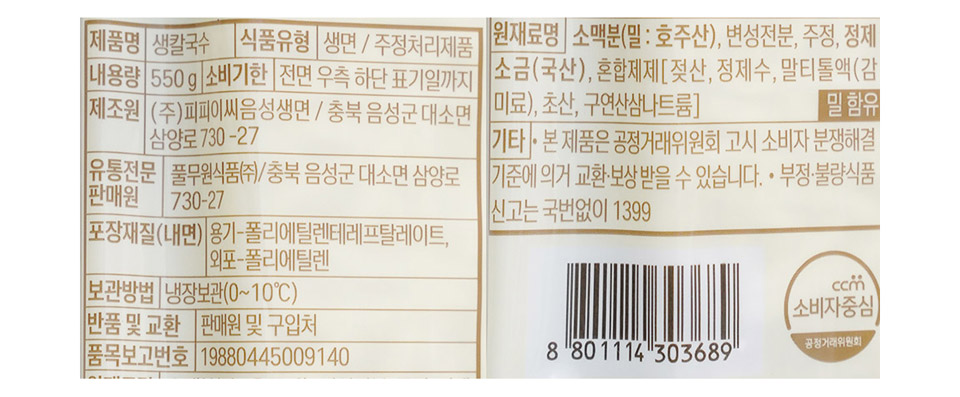 제품명 생칼국수 식품유형 생면 / 주정처리제품
내용량 550g 소비기한 전면 우측 하단 표기일까지
제조원 (주)피피이씨음성생면 / 충북 음성군 대소면
삼양로 730-27
유통전문
판매원
풀무원식품㈜/충북 음성군 대소면 삼양로
730-27
포장재질(내면) 용기-폴리에틸렌테레프탈레이트,
외포-폴리에틸렌
보관방법 냉장보관(0~10℃)
반품 및 교환 판매원 및 구입처
품목보고번호 19880445009140
원재료명 소맥분(밀 : 호주산), 변성전분, 주정, 정제
소금(국산), 혼합제제[젖산, 정제수, 말티톨액(감
미료), 초산, 구연산삼나트륨] 밀 함유
기타 • 본 제품은 공정거래위원회 고시 소비자 분쟁해결
기준에 의거 교환·보상 받을 수 있습니다. • 부정·불량식품
신고는 국번없이 1399
8 801114 303689
ccm
소비자중심
공정거래위원회